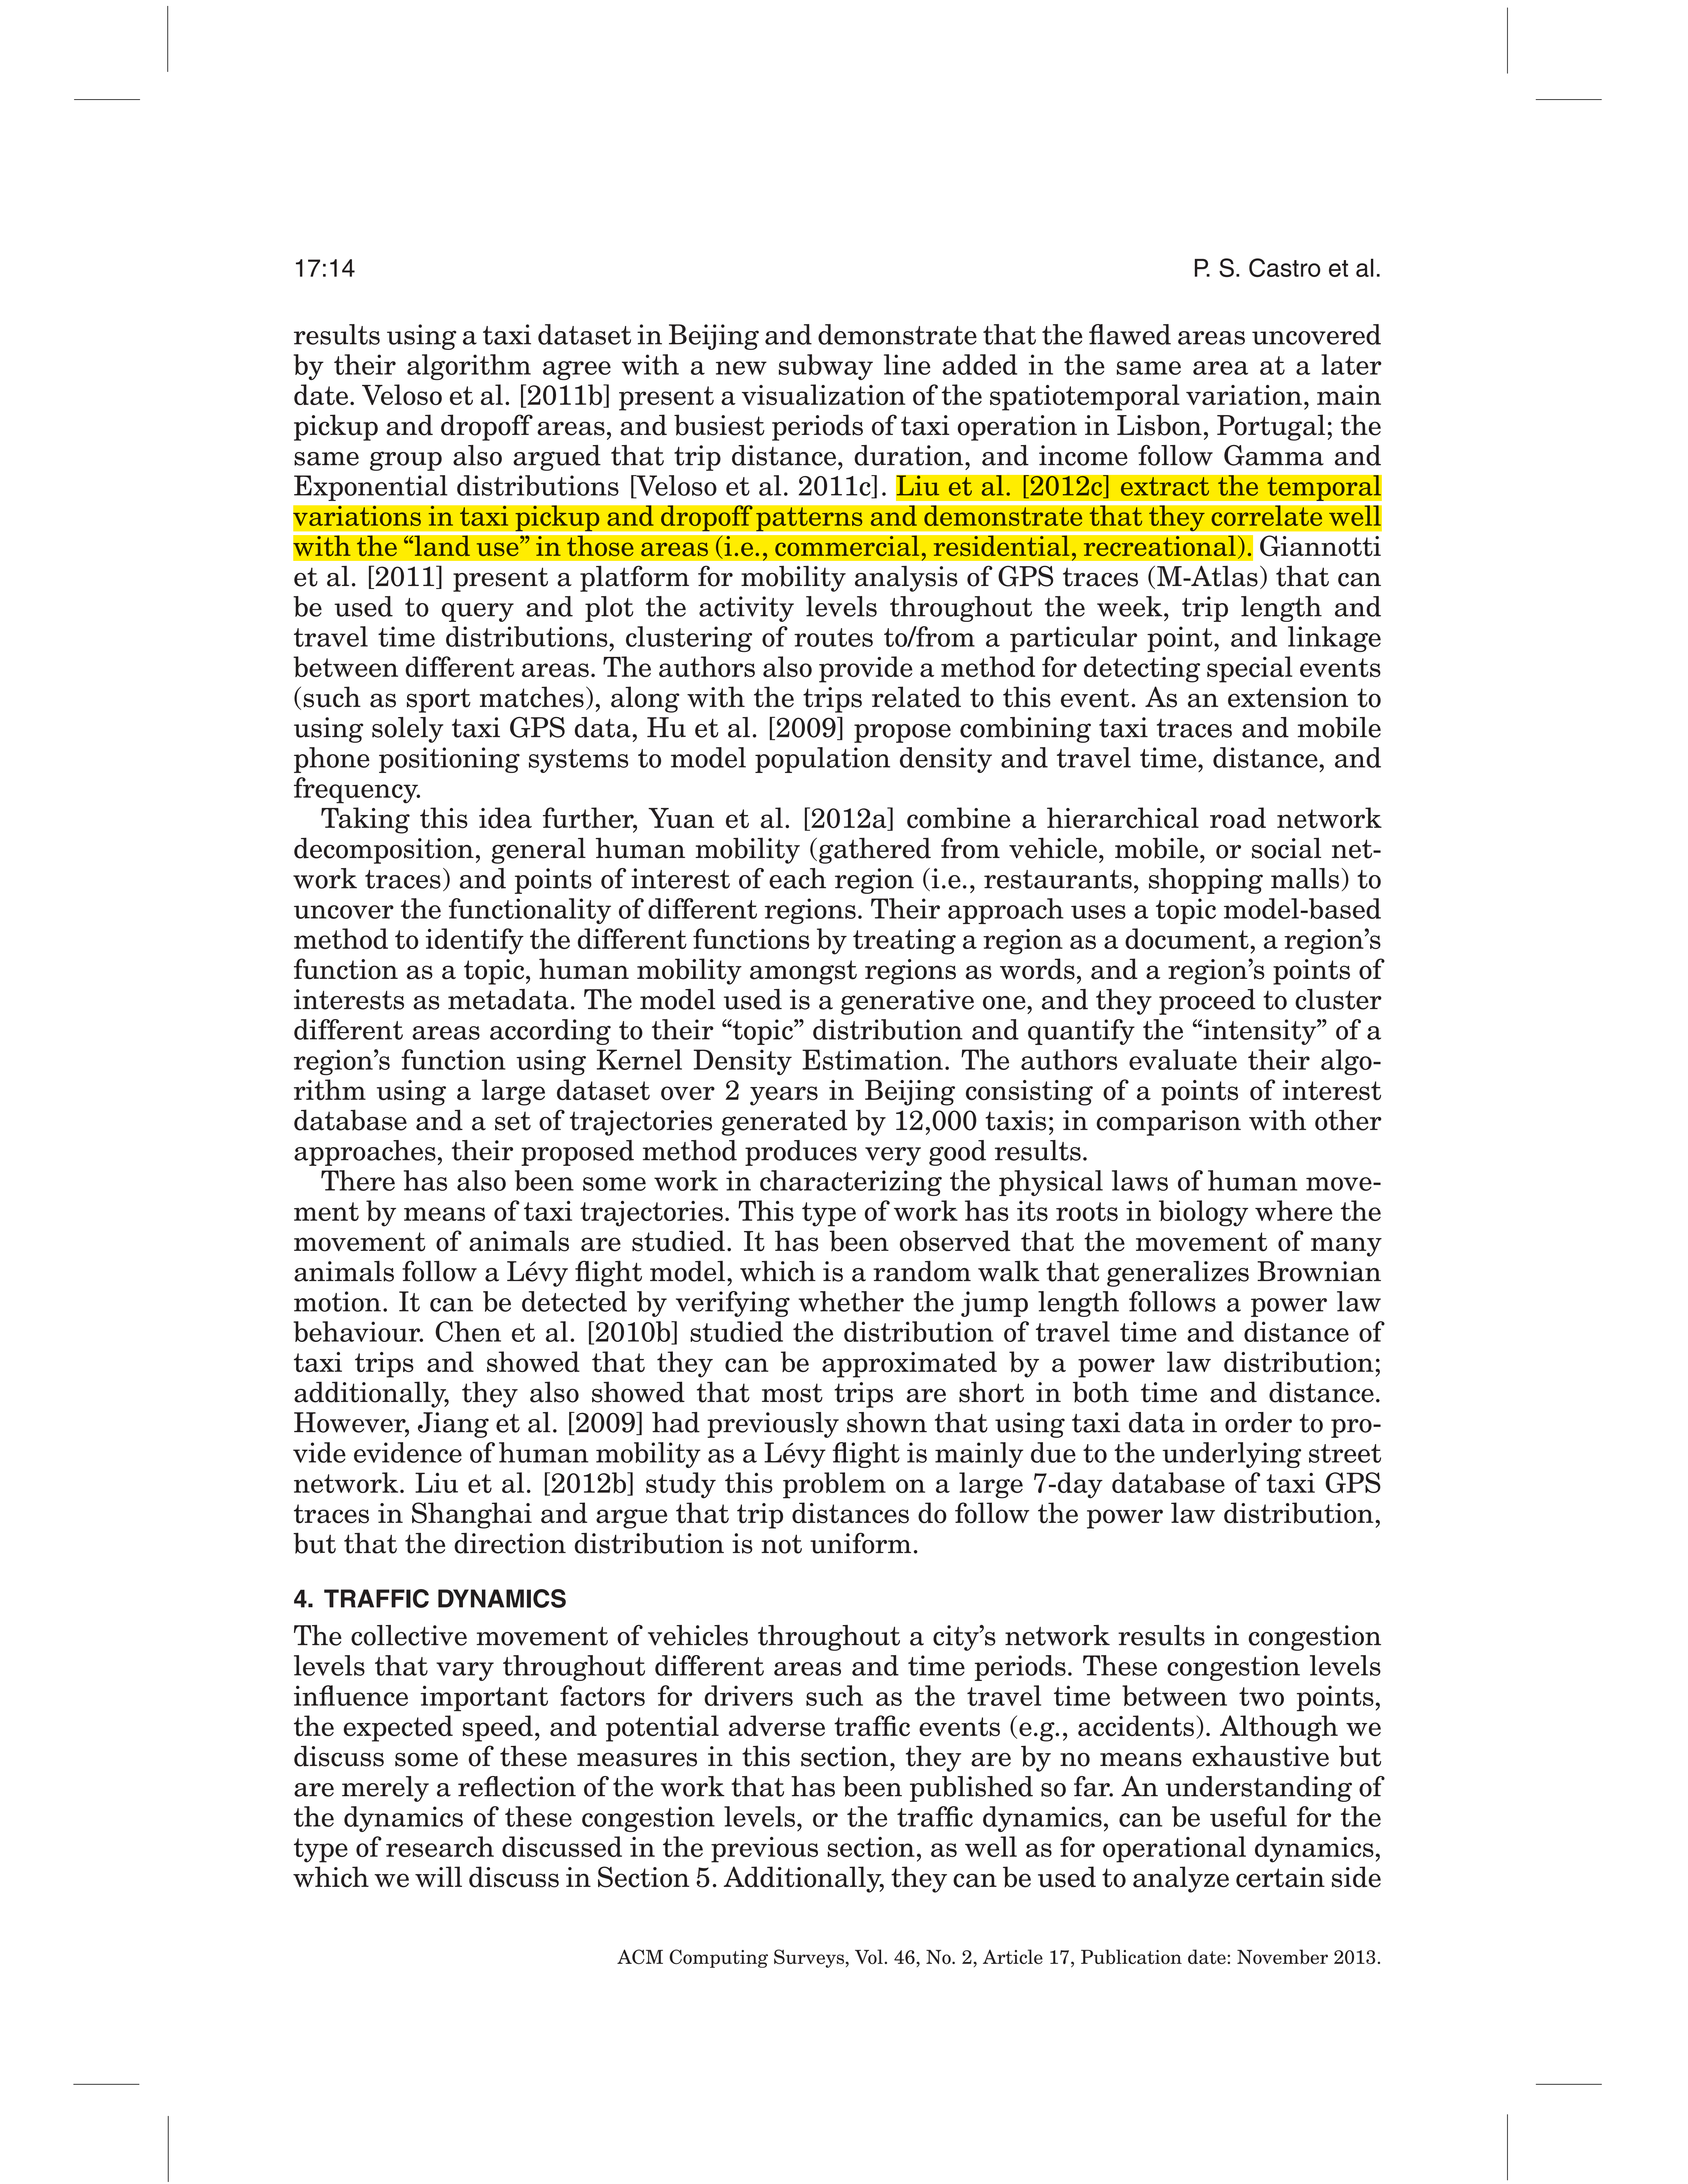 17:14
P. S. Castro et al.
results using a taxi dataset in Beijing and demonstrate that the flawed areas uncovered
by their algorithm agree with a new subway line added in the same area at a later
date. Veloso et al. [2011b] present a visualization of the spatiotemporal variation, main
pickup and dropoff areas, and busiest periods of taxi operation in Lisbon, Portugal; the
same group also argued that trip distance, duration, and income follow Gamma and
Exponential distributions [Veloso et al. 2011c]. Liu et al. [2012c] extract the temporal
variations in taxi pickup and dropoff patterns and demonstrate that they correlate well
with the “land use” in those areas (i.e., commercial, residential, recreational). Giannotti
et al. [2011] present a platform for mobility analysis of GPS traces (M-Atlas) that can
be used to query and plot the activity levels throughout the week, trip length and
travel time distributions, clustering of routes to/from a particular point, and linkage
between different areas. The authors also provide a method for detecting special events
(such as sport matches), along with the trips related to this event. As an extension to
using solely taxi GPS data, Hu et al. [2009] propose combining taxi traces and mobile
phone positioning systems to model population density and travel time, distance, and
frequency.
Taking this idea further, Yuan et al. [2012a] combine a hierarchical road network
decomposition, general human mobility (gathered from vehicle, mobile, or social net-
work traces) and points of interest of each region (i.e., restaurants, shopping malls) to
uncover the functionality of different regions. Their approach uses a topic model-based
method to identify the different functions by treating a region as a document, a region’s
function as a topic, human mobility amongst regions as words, and a region’s points of
interests as metadata. The model used is a generative one, and they proceed to cluster
different areas according to their “topic” distribution and quantify the “intensity” of a
region’s function using Kernel Density Estimation. The authors evaluate their algo-
rithm using a large dataset over 2 years in Beijing consisting of a points of interest
database and a set of trajectories generated by 12,000 taxis; in comparison with other
approaches, their proposed method produces very good results.
There has also been some work in characterizing the physical laws of human move-
ment by means of taxi trajectories. This type of work has its roots in biology where the
movement of animals are studied. It has been observed that the movement of many
animals follow a Lévy flight model, which is a random walk that generalizes Brownian
motion. It can be detected by verifying whether the jump length follows a power law
behaviour. Chen et al. [2010b] studied the distribution of travel time and distance of
taxi trips and showed that they can be approximated by a power law distribution;
additionally, they also showed that most trips are short in both time and distance.
However, Jiang et al. [2009] had previously shown that using taxi data in order to pro-
vide evidence of human mobility as a Lévy flight is mainly due to the underlying street
network. Liu et al. [2012b] study this problem on a large 7-day database of taxi GPS
traces in Shanghai and argue that trip distances do follow the power law distribution,
but that the direction distribution is not uniform.
4. TRAFFIC DYNAMICS
The collective movement of vehicles throughout a city’s network results in congestion
levels that vary throughout different areas and time periods. These congestion levels
influence important factors for drivers such as the travel time between two points,
the expected speed, and potential adverse traffic events (e.g., accidents). Although we
discuss some of these measures in this section, they are by no means exhaustive but
are merely a reflection of the work that has been published so far. An understanding of
the dynamics of these congestion levels, or the traffic dynamics, can be useful for the
type of research discussed in the previous section, as well as for operational dynamics,
which we will discuss in Section 5. Additionally, they can be used to analyze certain side
ACM Computing Surveys, Vol. 46, No. 2, Article 17, Publication date: November 2013.